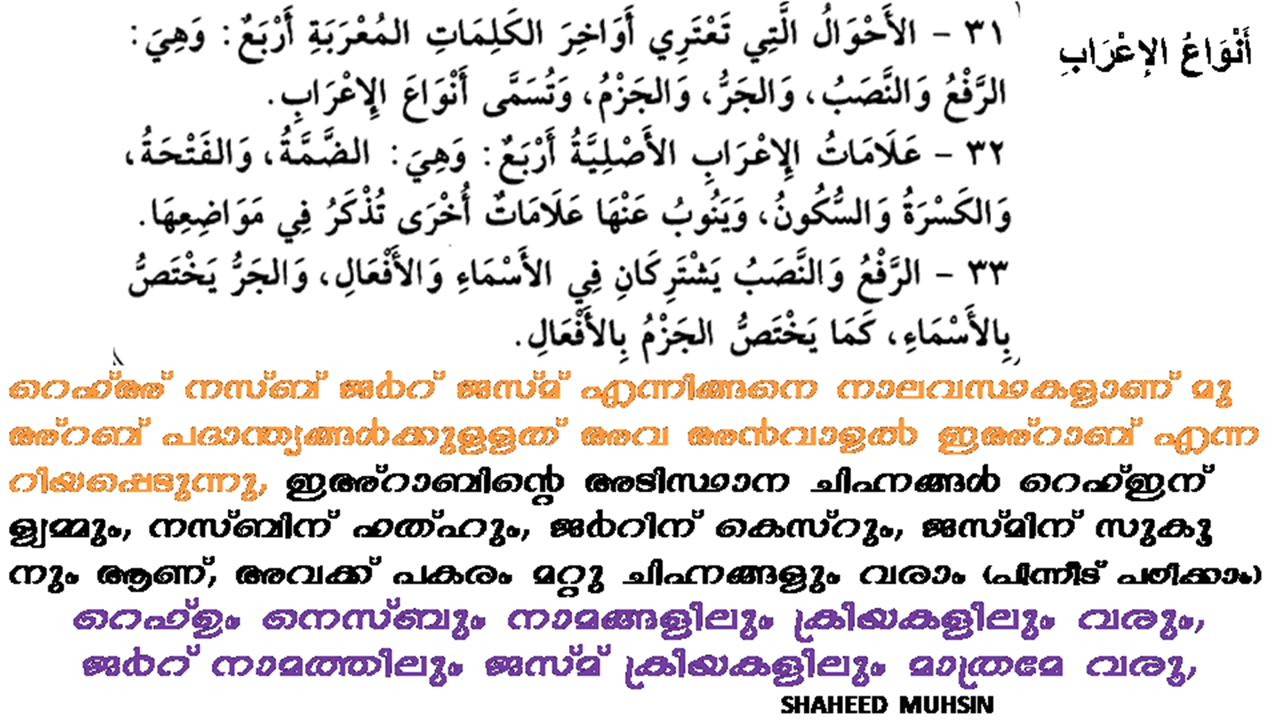 أَنْوَاعُ الإِعْرَابِ
٣١ - الأَحْوَالُ الَّتِي تَعْتَرِي أَوَاخِرَ الكَلِمَاتِ المُعْرَبَةِ أَرْبَعٌ: وَهِيَ:
الرَّفْعُ وَالنَّصَبُ، وَالجَرُّ، وَالجَزْمُ، وَتُسَمَّى أَنْوَاعَ الإِعْرَابِ.
٣٢ - عَلَامَاتُ الإِعْرَابِ الأَصْلِيَّةُ أَرْبَعٌ: وَهِيَ: الضَّمَّةُ، وَالفَتْحَةُ،
وَالكَسْرَةُ وَالسُّكُونُ، وَيَنُوبُ عَنْهَا عَلَامَاتٌ أُخْرَى تُذْكَرُ فِي مَوَاضِعِهَا.
٣٣ - الرَّفْعُ وَالنَّصَبُ يَشْتَرِكَانِ فِي الأَسْمَاءِ وَالأَفْعَالِ، وَالجَرُّ يَخْتَصُّ
بِالأَسْمَاءِ، كَمَا يَخْتَصُّ الجَزْمُ بِالأَفْعَالِ.
റെഫ്അ് നസ്ബ് ജർറ് ജസ്മ് എന്നിങ്ങനെ നാലവസ്ഥകളാണ് മു
അ്റബ് പദാന്ത്യങ്ങൾക്കുളളത് അവ അൻവാഉൽ ഇഅ്റാബ് എന്ന
റിയപ്പെടുന്നു, ഇഅ്റാബിന്റെ അടിസ്ഥാന ചിഹ്നങ്ങൾ റെഫ്ഇന്
ള്വമ്മും, നസ്ബിന് ഫത്ഹും, ജർറിന് കെസ്റും, ജസ്മിന് സുകൂ
നും ആണ്, അവക്ക് പകരം മറ്റു ചിഹ്നങ്ങളും വരാം (പിന്നീട് പഠിക്കാം)
റെഫ്ഉം നെസ്ബും നാമങ്ങളിലും ക്രിയകളിലും വരും,
ജർറ് നാമത്തിലും ജസ്മ് ക്രിയകളിലും മാത്രമേ വരൂ,
SHAHEED MUHSIN